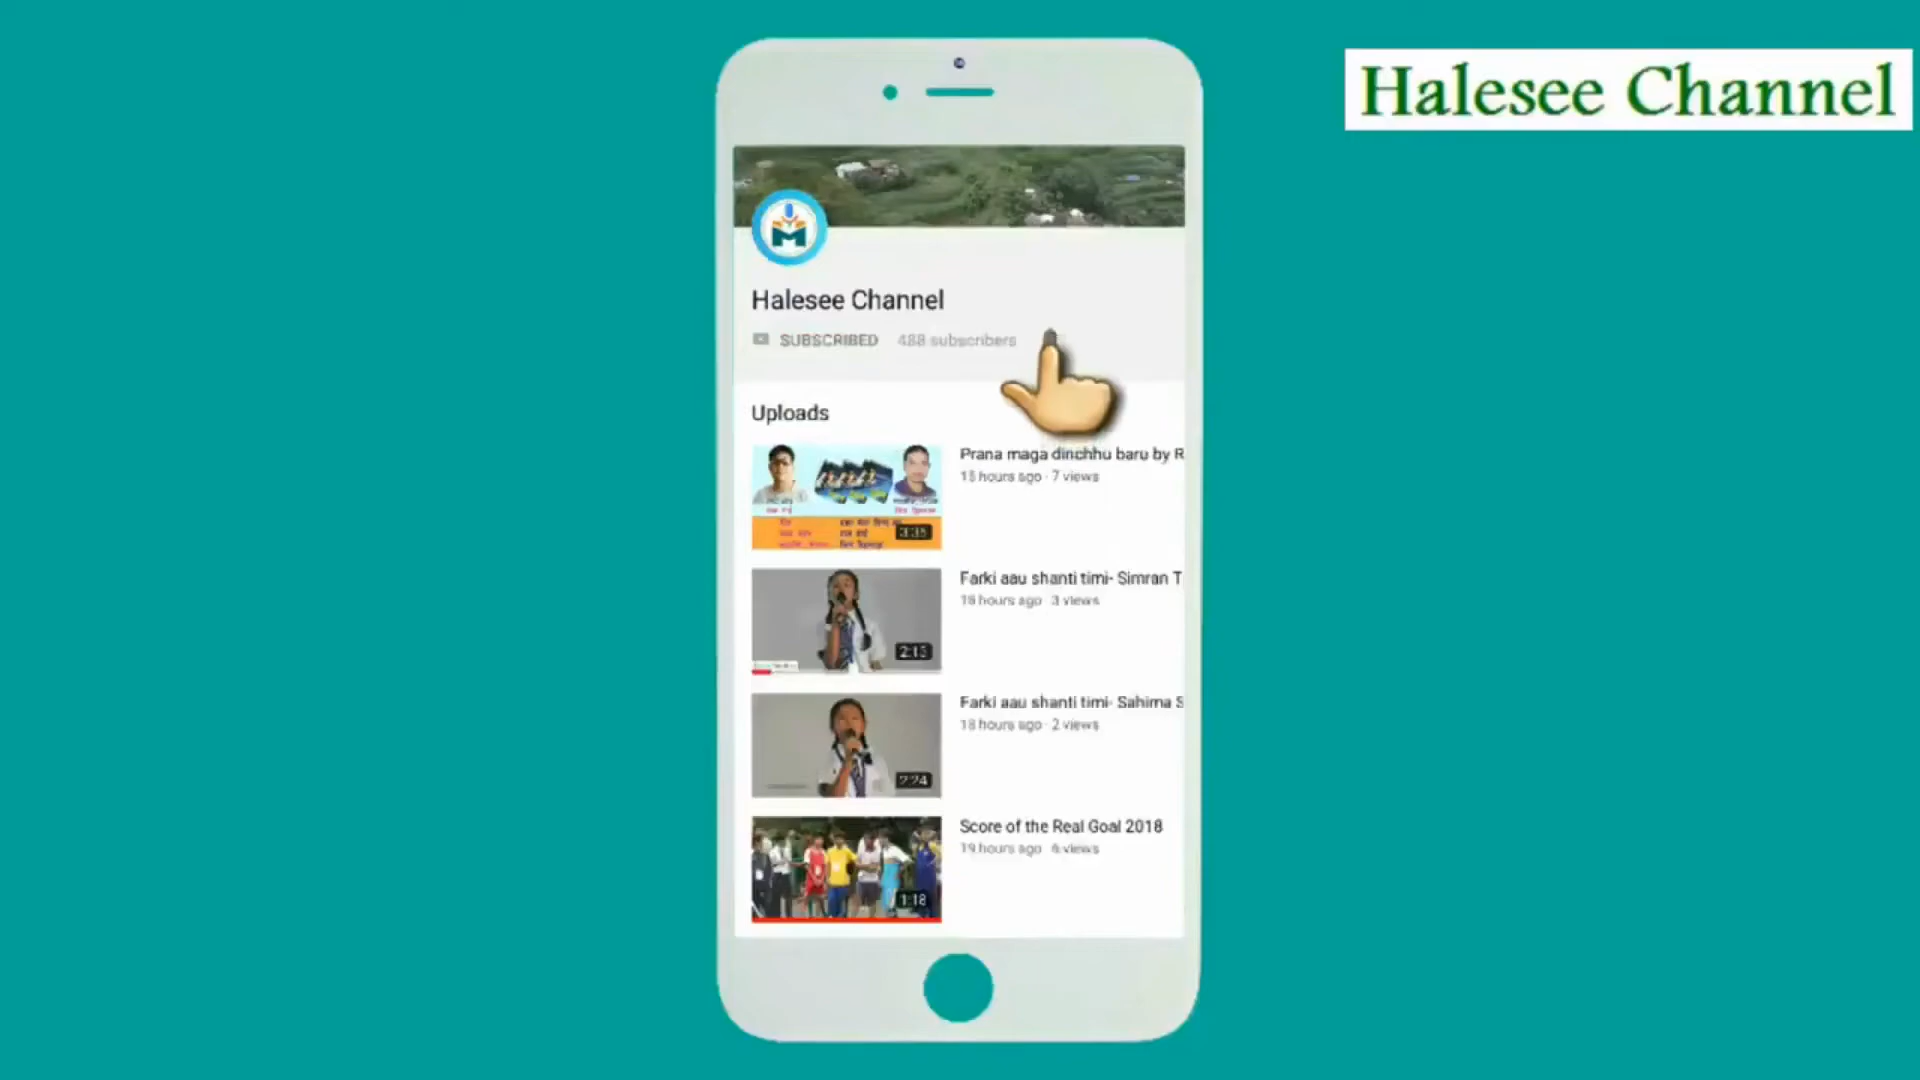 Halesee Channel
Halesee Channel
SUBSCRIBED 488 subscribers
Uploads
Prana maga dinchhu baru by R
15 hours ago · 7 views
3:35
Farki aau shanti timi- Simran T
18 hours ago · 3 views
2:13
Farki aau shanti timi- Sahima S
18 hours ago · 2 views
2:24
Score of the Real Goal 2018
19 hours ago · 6 views
1:18